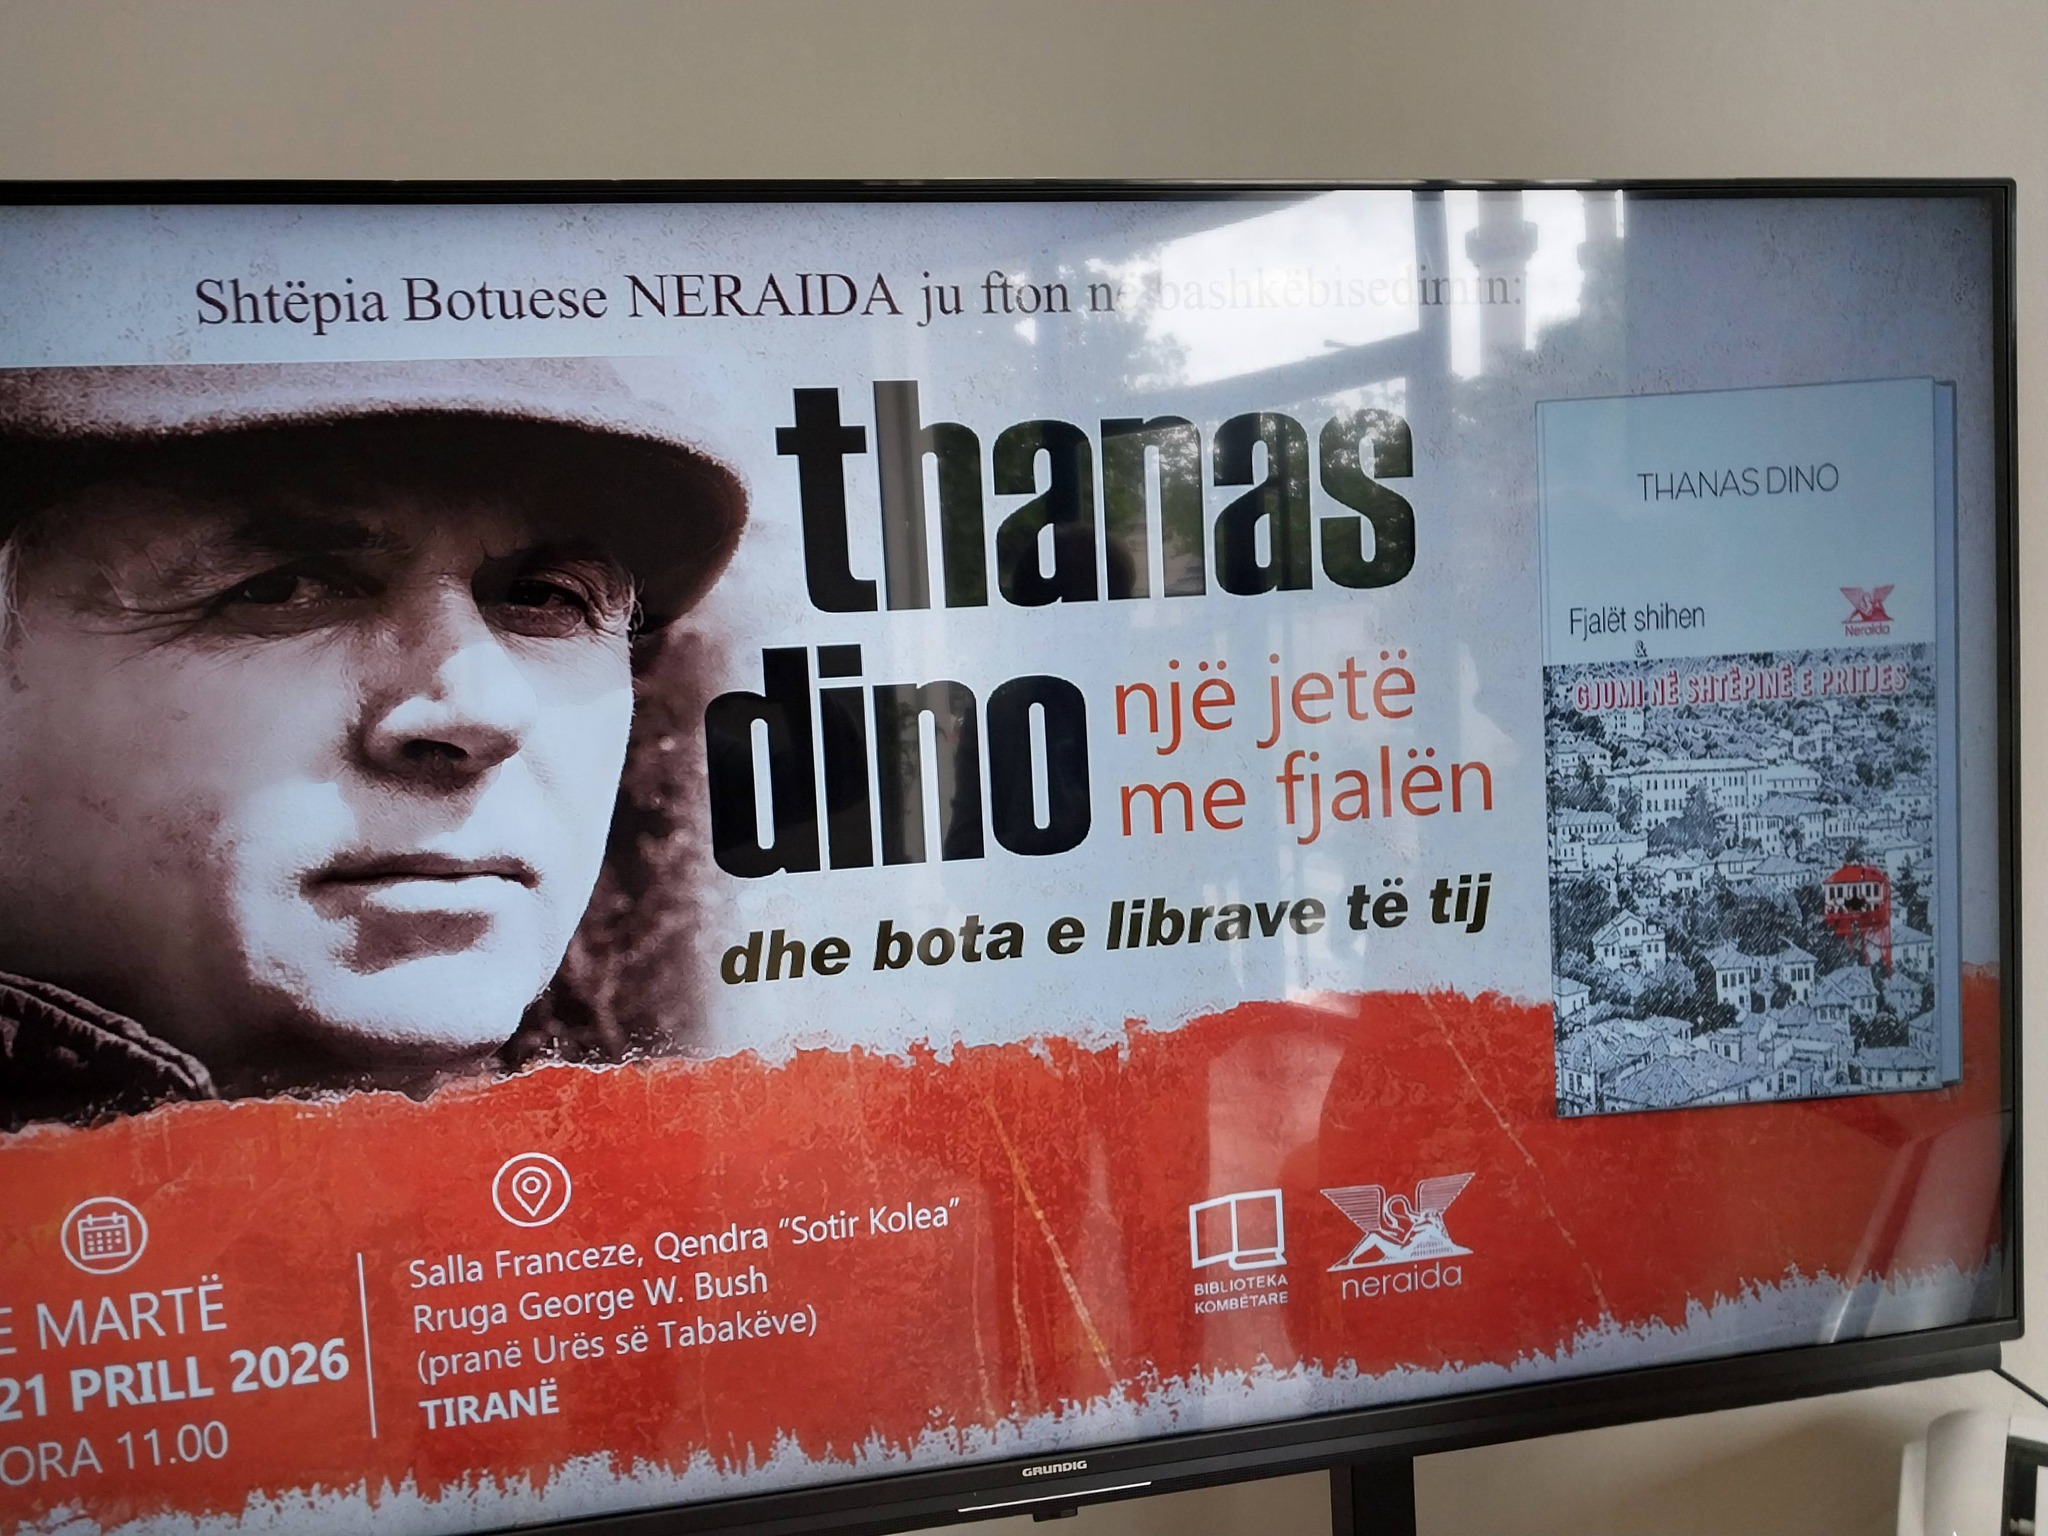 Shtëpia Botuese NERAIDA ju fton në bashkëbisedimin:
thanas
dino
një jetë
me fjalën
dhe bota e librave të tij
THANAS DINO
Fjalët shihen
&
Neraida
GJUMI NË SHTËPINË E PRITJES
E MARTË
21 PRILL 2026
ORA 11.00
Salla Franceze, Qendra "Sotir Kolea"
Rruga George W. Bush
(pranë Urës së Tabakëve)
TIRANË
BIBLIOTEKA
KOMBËTARE
neraida
GRUNDIG